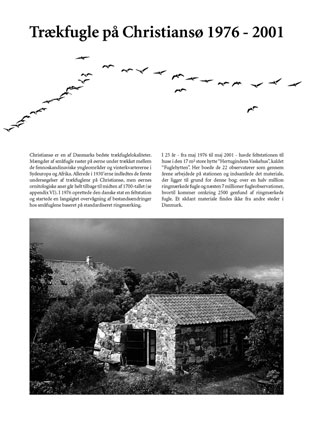 Trækfugle på Christiansø 1976 - 2001
Christiansø er en af Danmarks bedste trækfuglelokaliteter.
Mængder af småfugle raster på øerne under trækket mellem
de fennoskandiske yngleområder og vinterkvartererne i
Sydeuropa og Afrika. Allerede i 1930'erne indledtes de første
undersøgelser af trækfuglene på Christiansø, men øernes
ornitologiske aner går helt tilbage til midten af 1700-tallet (se
appendix VI). I 1976 oprettede den danske stat en feltstation
og startede en langsigtet overvågning af bestandsændringer
hos småfuglene baseret på standardiseret ringmærkning.
I 25 år - fra maj 1976 til maj 2001 - havde feltstationen til
huse i den 17 m² store hytte "Hertugindens Vaskehus", kaldet
"Fuglehytten". Her boede de 22 observatører som gennem
årene arbejdede på stationen og indsamlede det materiale,
der ligger til grund for denne bog: over en halv million
ringmærkede fugle og næsten 7 millioner fugleobservationer,
hvortil kommer omkring 2500 genfund af ringmærkede
fugle. Et sådant materiale findes ikke fra andre steder i
Danmark.